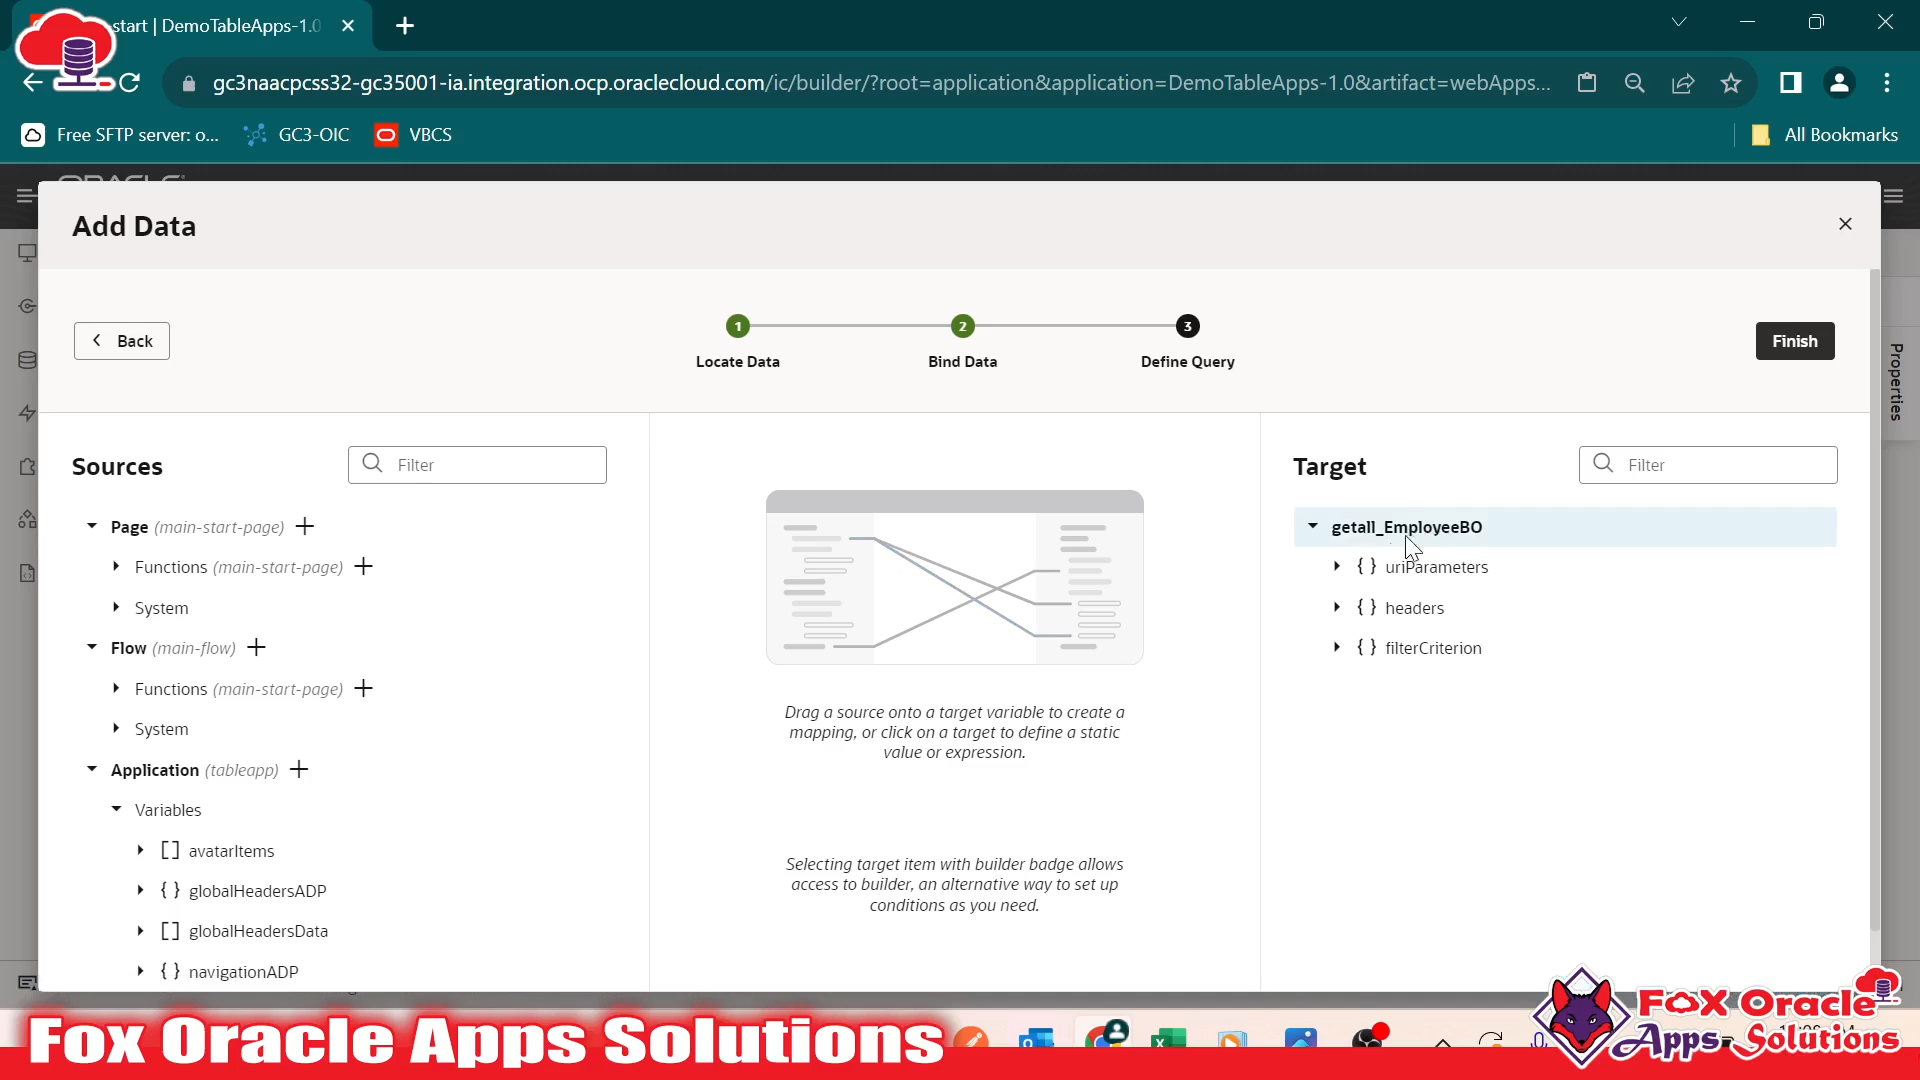 start | DemoTableApps-1.0
gc3naacpcss32-gc35001-ia.integration.ocp.oraclecloud.com/ic/builder/?root=application&application=DemoTableApps-1.0&artifact=webApps...
Free SFTP server: o...
GC3-OIC
VBCS
All Bookmarks
ORACLE
Add Data
Back
1
2
3
Locate Data
Bind Data
Define Query
Finish
Properties
Sources
Filter
Page (main-start-page)
Functions (main-start-page)
System
Flow (main-flow)
Functions (main-start-page)
System
Application (tableapp)
Variables
[ ] avatarItems
{ } globalHeadersADP
[ ] globalHeadersData
{ } navigationADP
Drag a source onto a target variable to create a
mapping, or click on a target to define a static
value or expression.
Selecting target item with builder badge allows
access to builder, an alternative way to set up
conditions as you need.
Target
Filter
getall_EmployeeBO
{ } uriParameters
{ } headers
{ } filterCriterion
Fox Oracle Apps Solutions
Fox Oracle
Apps Solutions